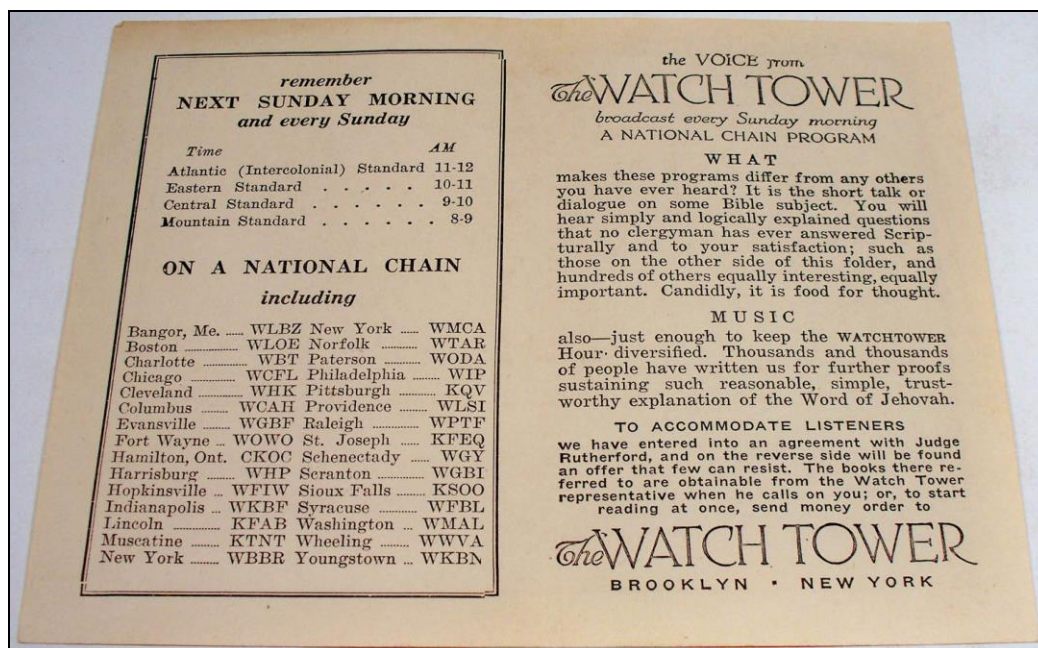 remember
NEXT SUNDAY MORNING
and every Sunday
Time AM
Atlantic (Intercolonial) Standard 11-12
Eastern Standard . . . . . 10-11
Central Standard . . . . . . 9-10
Mountain Standard . . . . . . 8-9
ON A NATIONAL CHAIN
including
Bangor, Me. ...... WLBZ New York ...... WMCA
Boston .................. WLOE Norfolk ........... WTAR
Charlotte ............. WBT Paterson ........ WODA
Chicago ............... WCFL Philadelphia ....... WIP
Cleveland ............ WHK Pittsburgh .......... KQV
Columbus ......... WCAH Providence ........ WLSI
Evansville ......... WGBF Raleigh .......... WPTF
Fort Wayne ... WOWO St. Joseph ...... KFEQ
Hamilton, Ont. CKOC Schenectady ...... WGY
Harrisburg ......... WHP Scranton .......... WGBI
Hopkinsville ... WFIW Sioux Falls ........ KSOO
Indianapolis ... WKBF Syracuse ......... WFBL
Lincoln .............. KFAB Washington ... WMAL
Muscatine ......... KTNT Wheeling ......... WWVA
New York ......... WBBR Youngstown ... WKBN
the VOICE from
The WATCH TOWER
broadcast every Sunday morning
A NATIONAL CHAIN PROGRAM
WHAT
makes these programs differ from any others
you have ever heard? It is the short talk or
dialogue on some Bible subject. You will
hear simply and logically explained questions
that no clergyman has ever answered Scrip-
turally and to your satisfaction; such as
those on the other side of this folder, and
hundreds of others equally interesting, equally
important. Candidly, it is food for thought.
MUSIC
also—just enough to keep the WATCHTOWER
Hour diversified. Thousands and thousands
of people have written us for further proofs
sustaining such reasonable, simple, trust-
worthy explanation of the Word of Jehovah.
TO ACCOMMODATE LISTENERS
we have entered into an agreement with Judge
Rutherford, and on the reverse side will be found
an offer that few can resist. The books there re-
ferred to are obtainable from the Watch Tower
representative when he calls on you; or, to start
reading at once, send money order to
The WATCH TOWER
BROOKLYN · NEW YORK